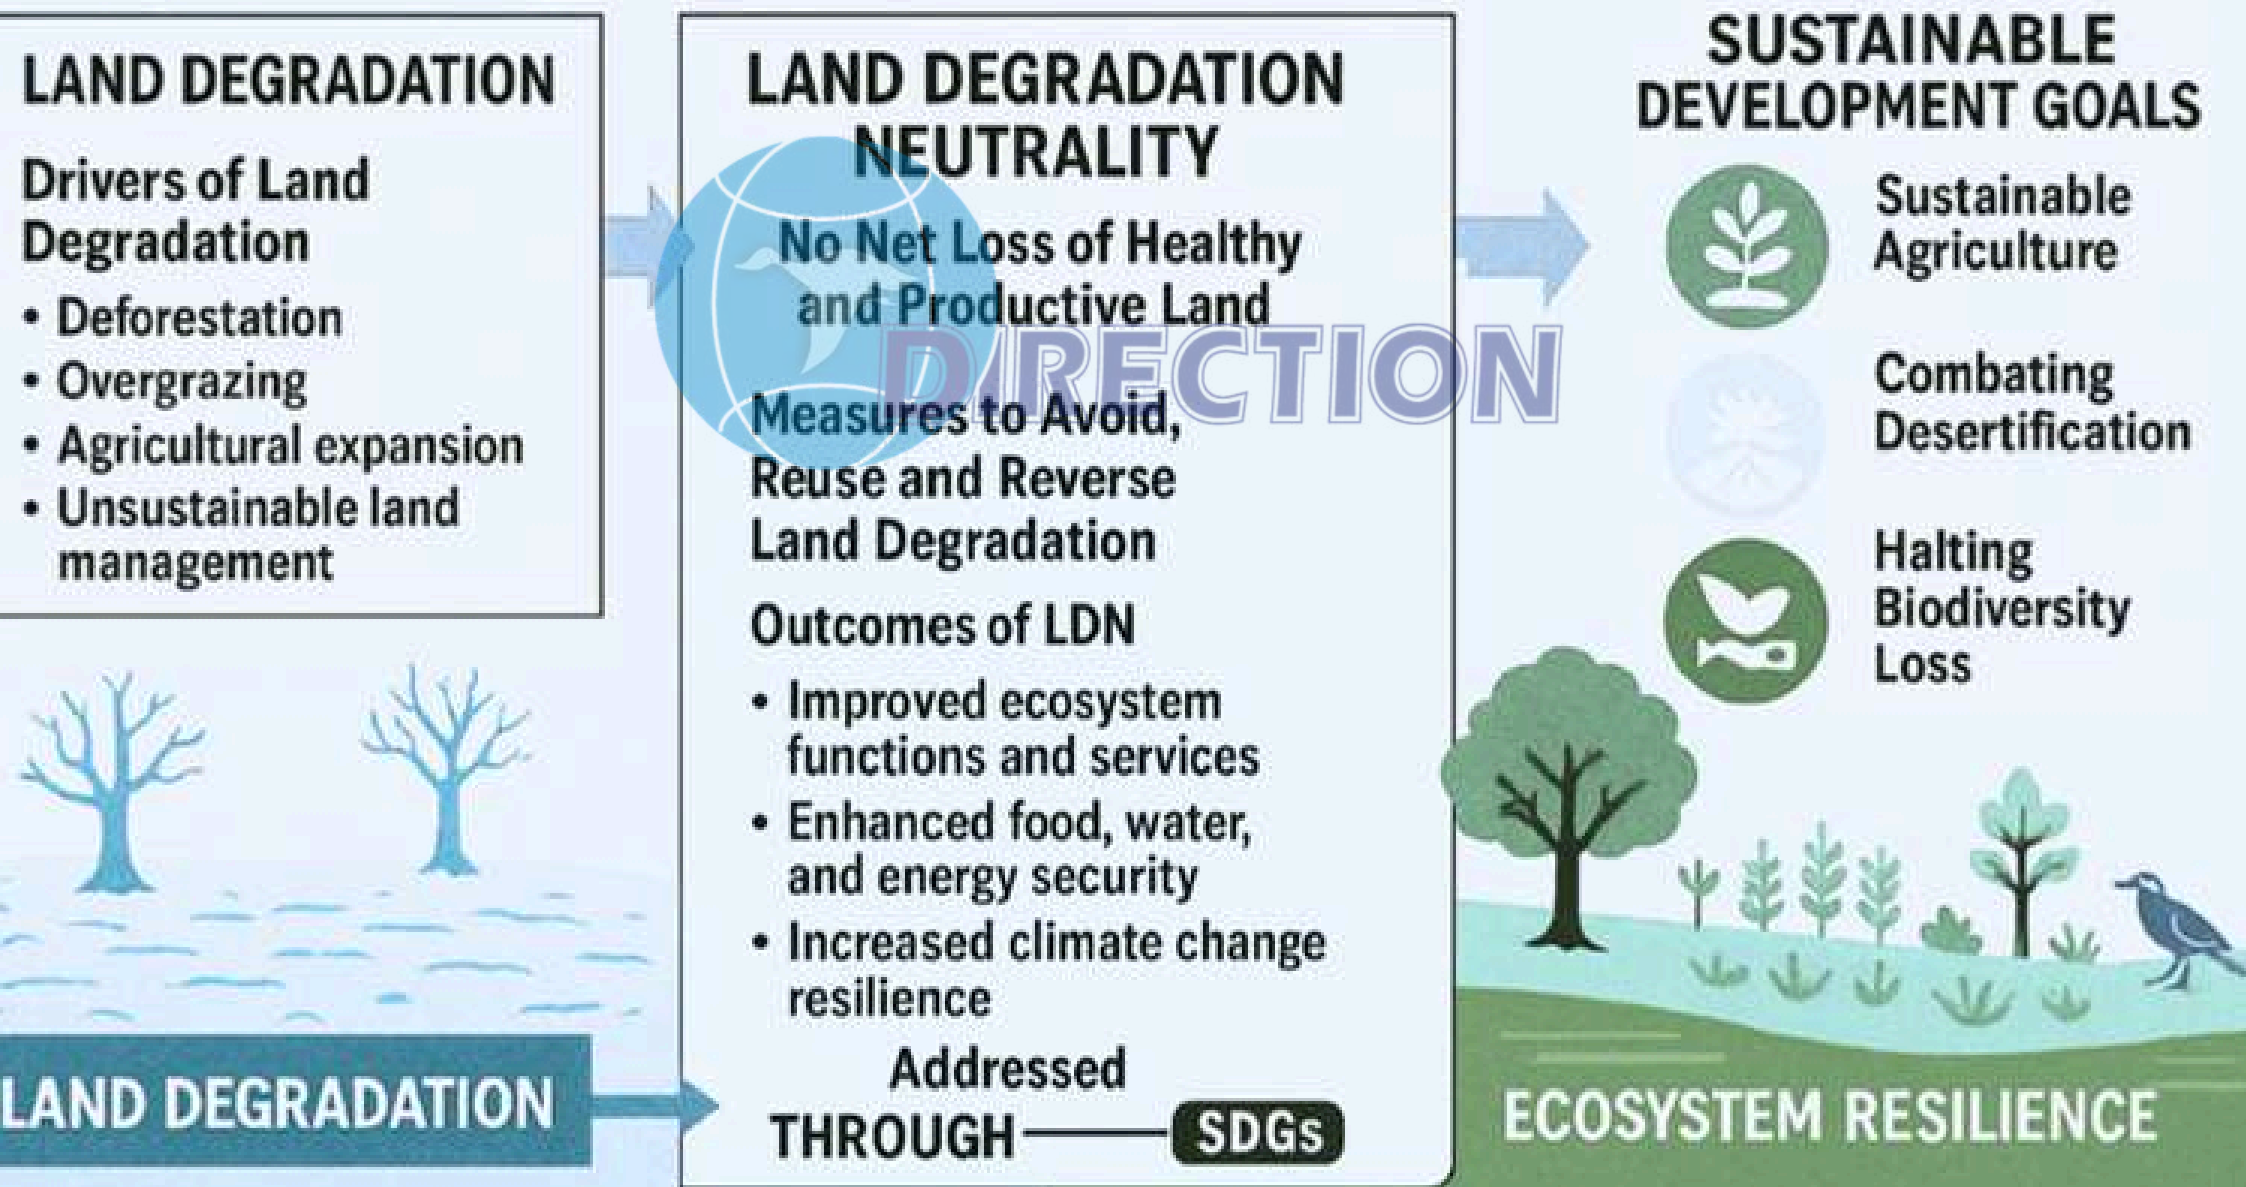 LAND DEGRADATION
Drivers of Land
Degradation
• Deforestation
• Overgrazing
• Agricultural expansion
• Unsustainable land
management
LAND DEGRADATION
LAND DEGRADATION
NEUTRALITY
No Net Loss of Healthy
and Productive Land
DIRECTION
Measures to Avoid,
Reuse and Reverse
Land Degradation
Outcomes of LDN
• Improved ecosystem
functions and services
• Enhanced food, water,
and energy security
• Increased climate change
resilience
Addressed
THROUGH SDGs
SUSTAINABLE
DEVELOPMENT GOALS
Sustainable
Agriculture
Combating
Desertification
Halting
Biodiversity
Loss
ECOSYSTEM RESILIENCE